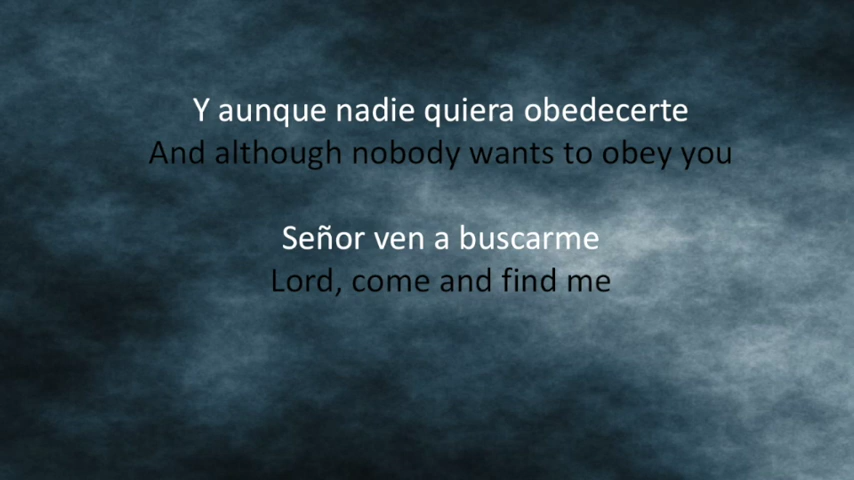 Y aunque nadie quiera obedecerte
And although nobody wants to obey you
Señor ven a buscarme
Lord, come and find me